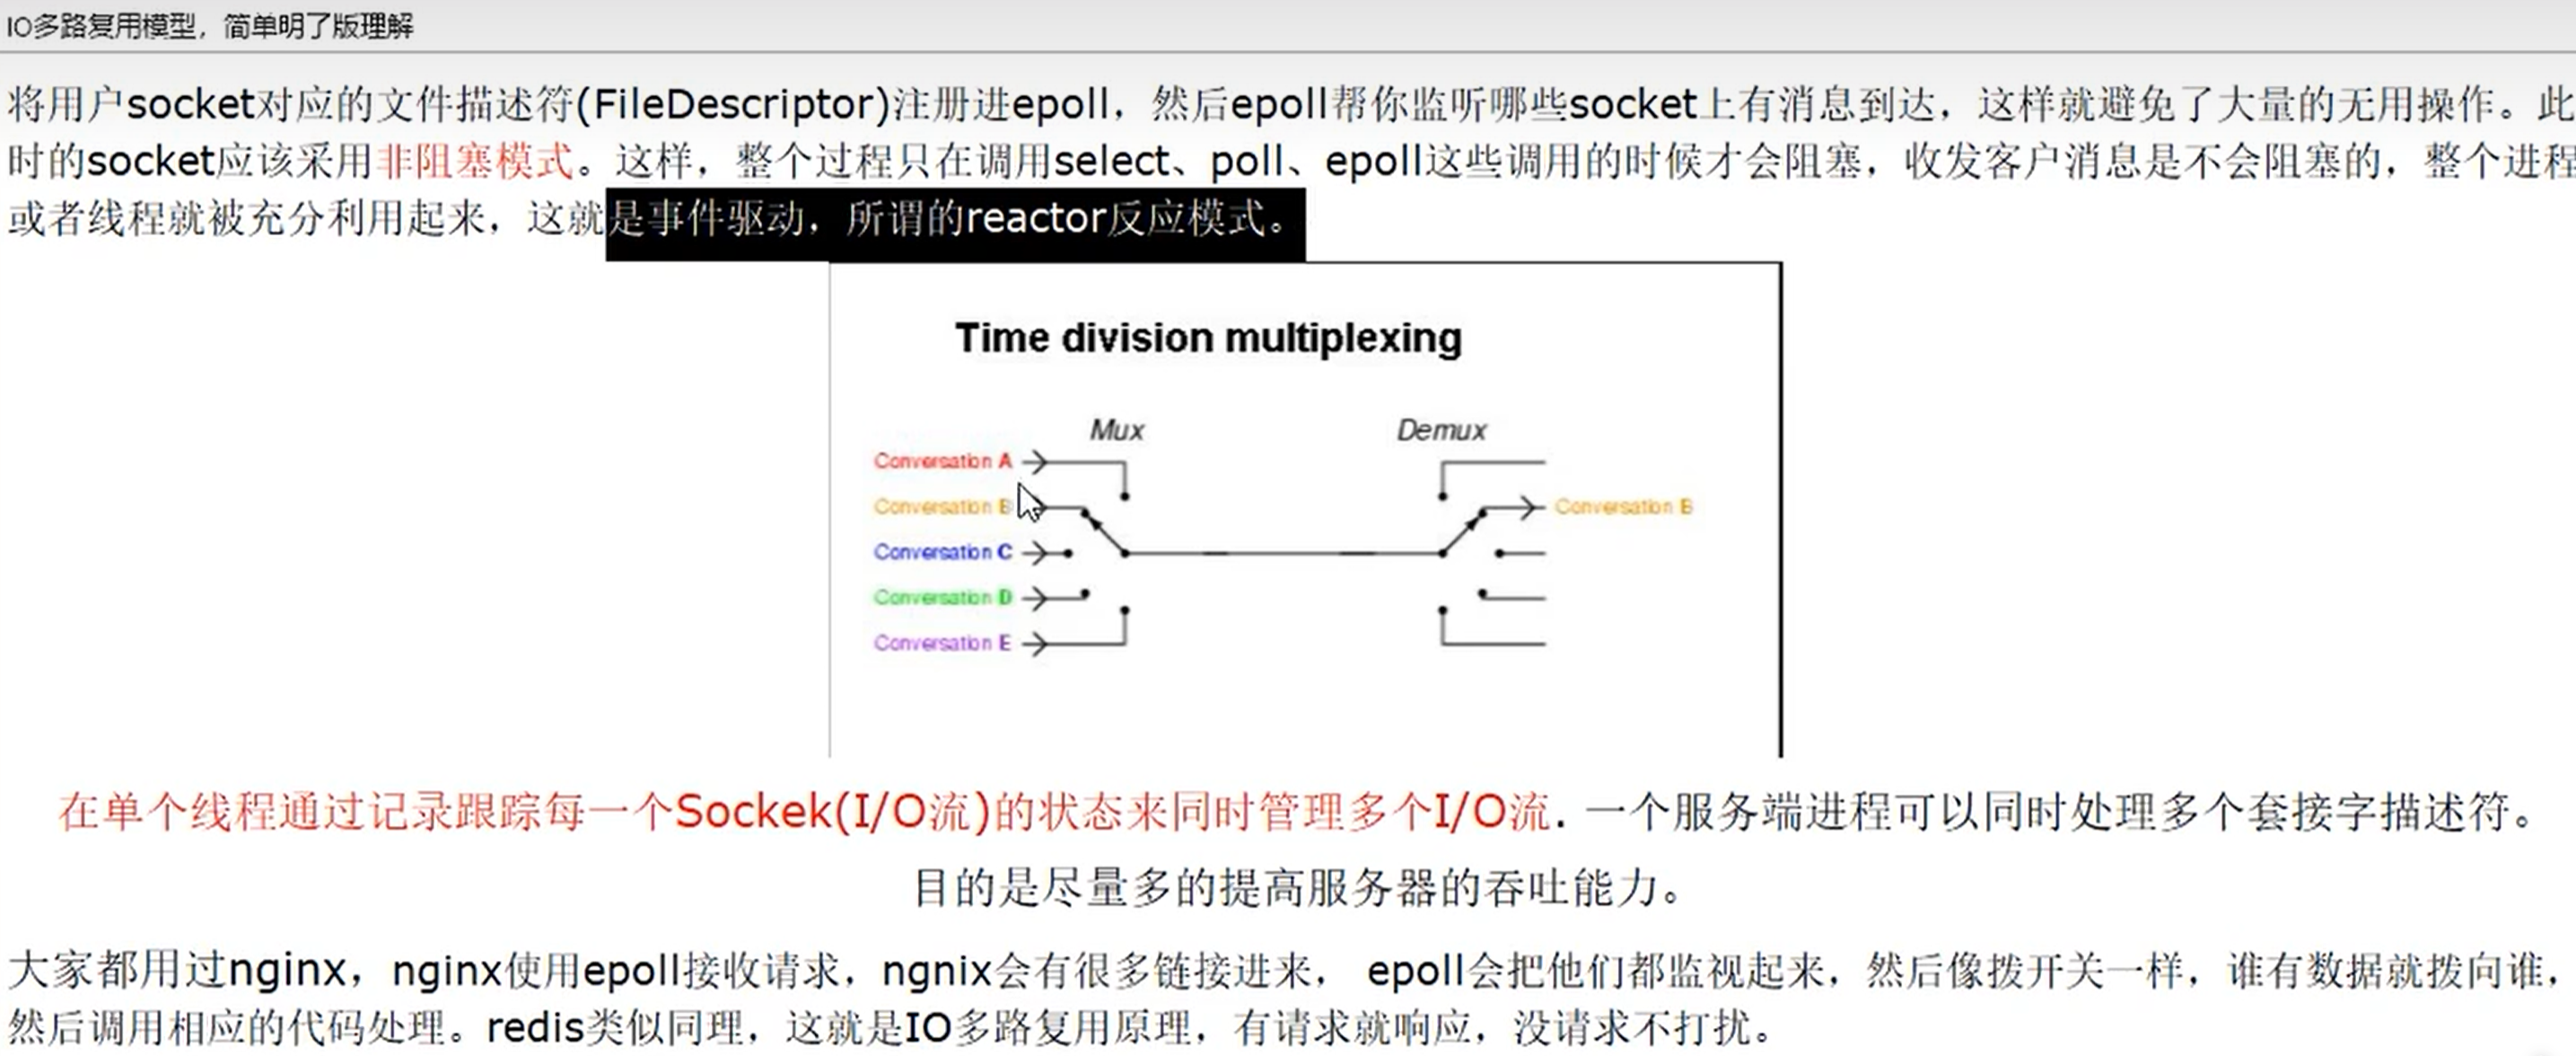 IO多路复用模型，简单明了版理解
将用户socket对应的文件描述符(FileDescriptor)注册进epoll，然后epoll帮你监听哪些socket上有消息到达，这样就避免了大量的无用操作。此
时的socket应该采用非阻塞模式。这样，整个过程只在调用select、poll、epoll这些调用的时候才会阻塞，收发客户消息是不会阻塞的，整个进程
或者线程就被充分利用起来，这就是事件驱动，所谓的reactor反应模式。
Time division multiplexing
Mux
Demux
Conversation A
Conversation B
Conversation B
Conversation C
Conversation D
Conversation E
在单个线程通过记录跟踪每一个Sockek(I/O流)的状态来同时管理多个I/O流. 一个服务端进程可以同时处理多个套接字描述符。
目的是尽量多的提高服务器的吞吐能力。
大家都用过nginx，nginx使用epoll接收请求，ngnix会有很多链接进来， epoll会把他们都监视起来，然后像拨开关一样，谁有数据就拨向谁，
然后调用相应的代码处理。redis类似同理，这就是IO多路复用原理，有请求就响应，没请求不打扰。